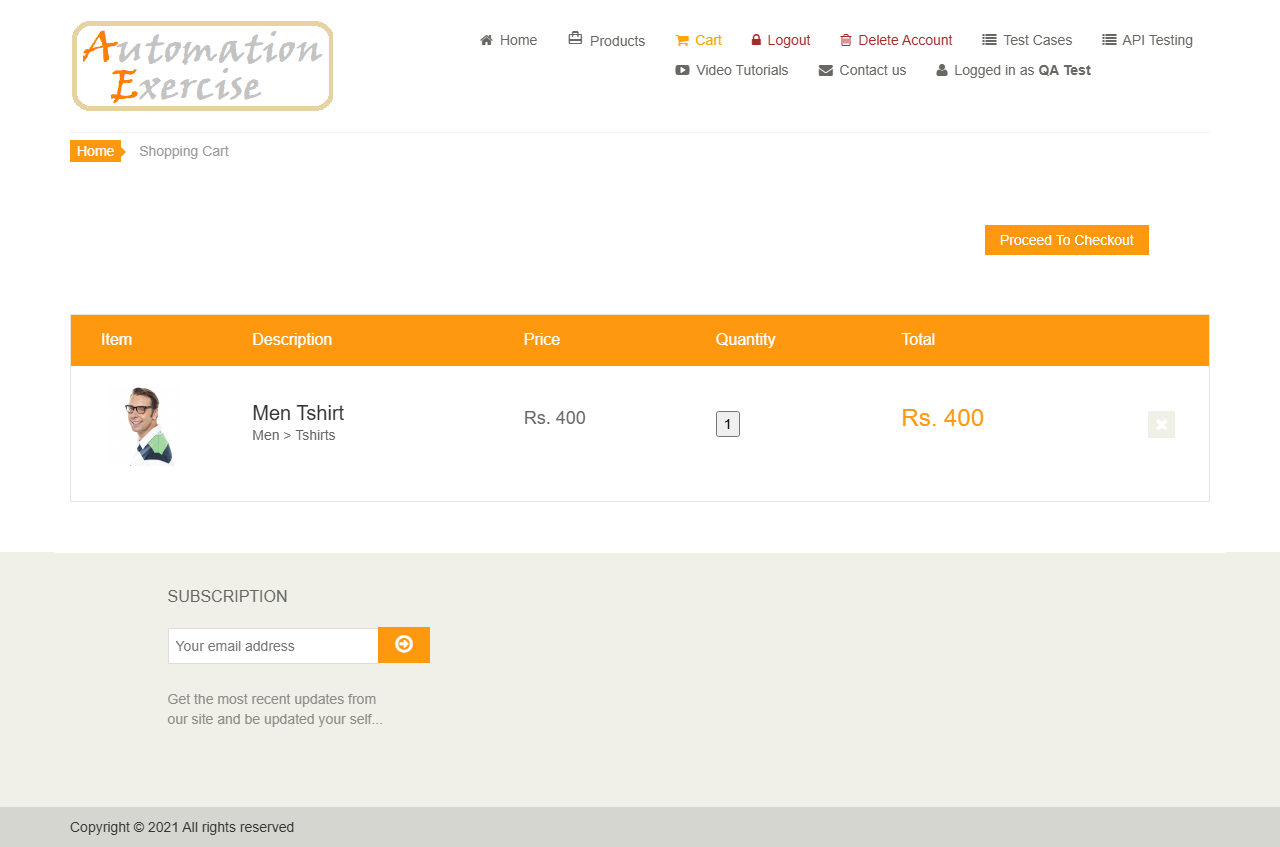 Automation
Exercise
Home Products Cart Logout Delete Account Test Cases API Testing
Video Tutorials Contact us Logged in as QA Test
Home Shopping Cart
Proceed To Checkout
Item Description Price Quantity Total
Men Tshirt Rs. 400 1 Rs. 400
Men > Tshirts
SUBSCRIPTION
Your email address
Get the most recent updates from
our site and be updated your self...
Copyright © 2021 All rights reserved